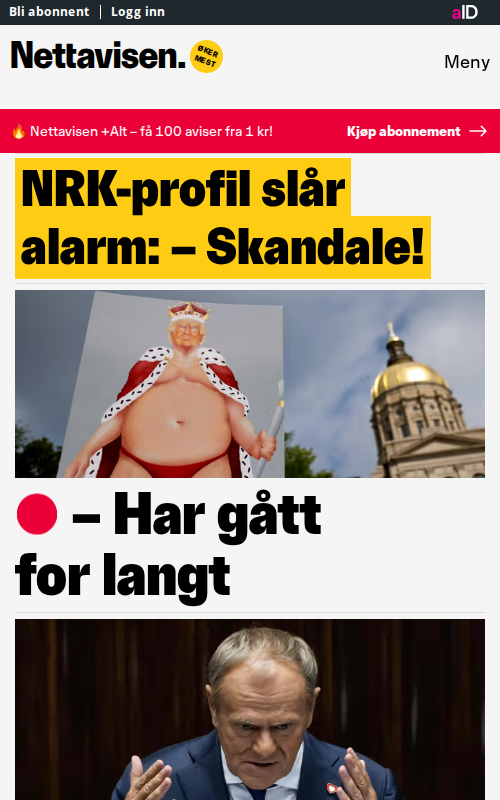 Bli abonnent | Logg inn
aID
Nettavisen.
ØKER
MEST
Meny
🔥 Nettavisen +Alt – få 100 aviser fra 1 kr!
Kjøp abonnement →
NRK-profil slår
alarm: – Skandale!
– Har gått
for langt